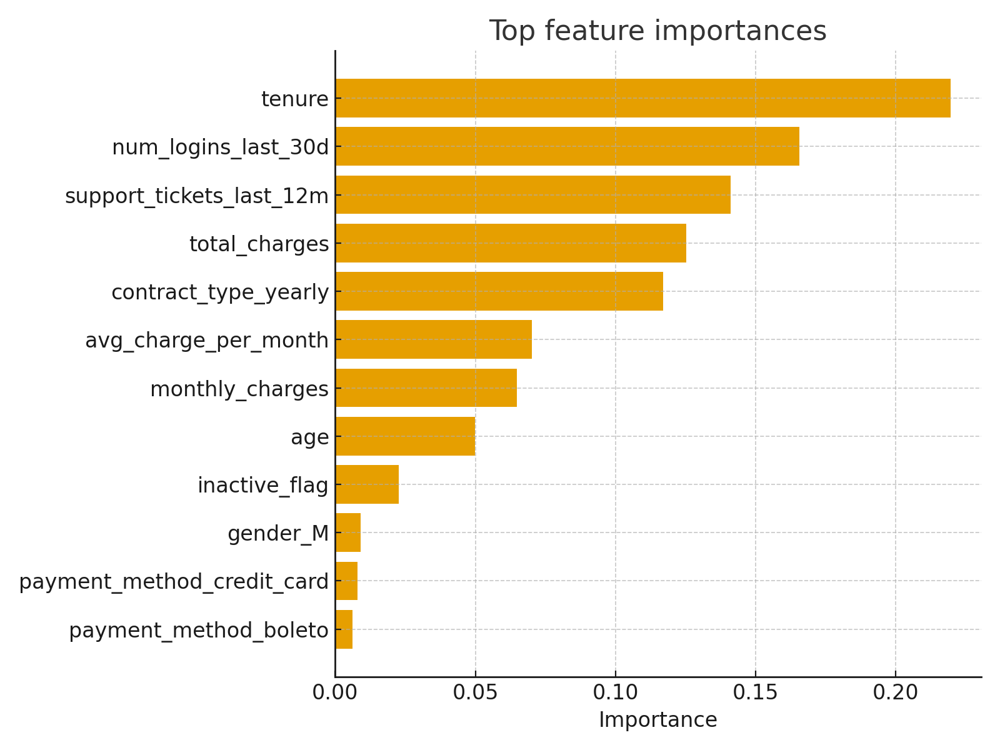 Top feature importances
tenure
num_logins_last_30d
support_tickets_last_12m
total_charges
contract_type_yearly
avg_charge_per_month
monthly_charges
age
inactive_flag
gender_M
payment_method_credit_card
payment_method_boleto
0.00 0.05 0.10 0.15 0.20
Importance